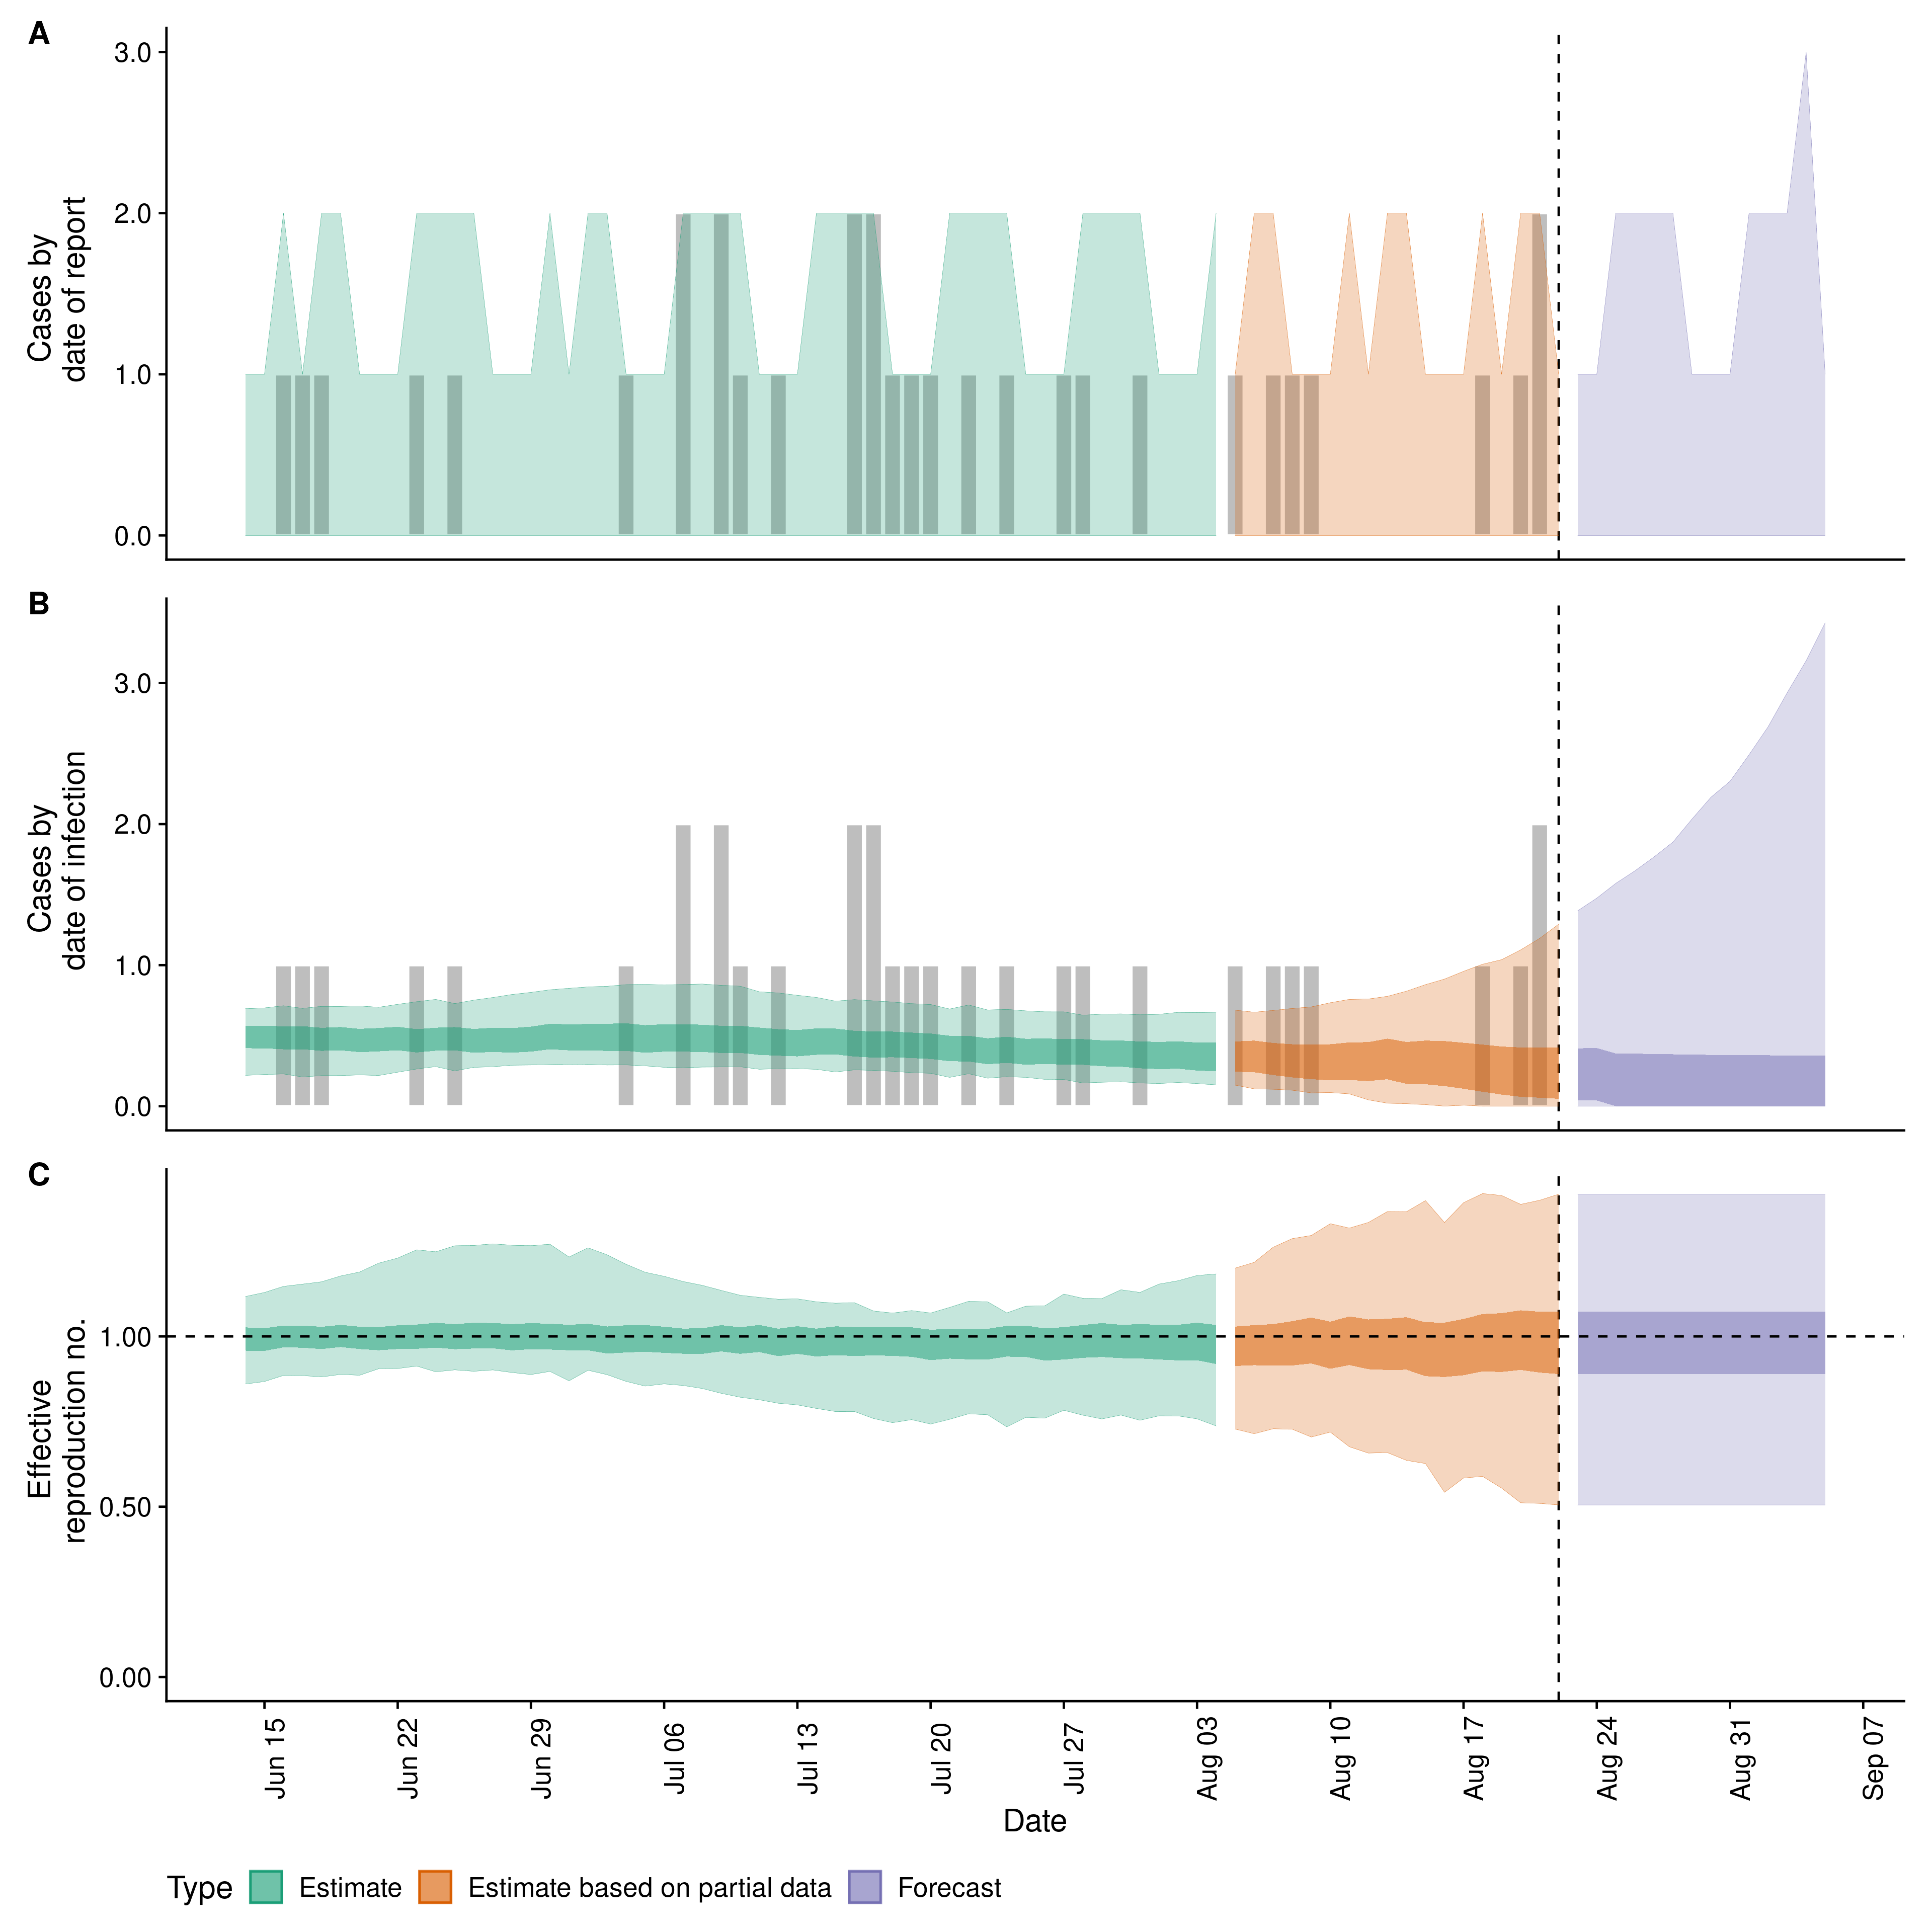 A
Cases by
date of report
3.0
2.0
1.0
0.0
B
Cases by
date of infection
3.0
2.0
1.0
0.0
C
Effective
reproduction no.
1.00
0.50
0.00
Jun 15
Jun 22
Jun 29
Jul 06
Jul 13
Jul 20
Jul 27
Aug 03
Aug 10
Aug 17
Aug 24
Aug 31
Sep 07
Date
Type Estimate Estimate based on partial data Forecast